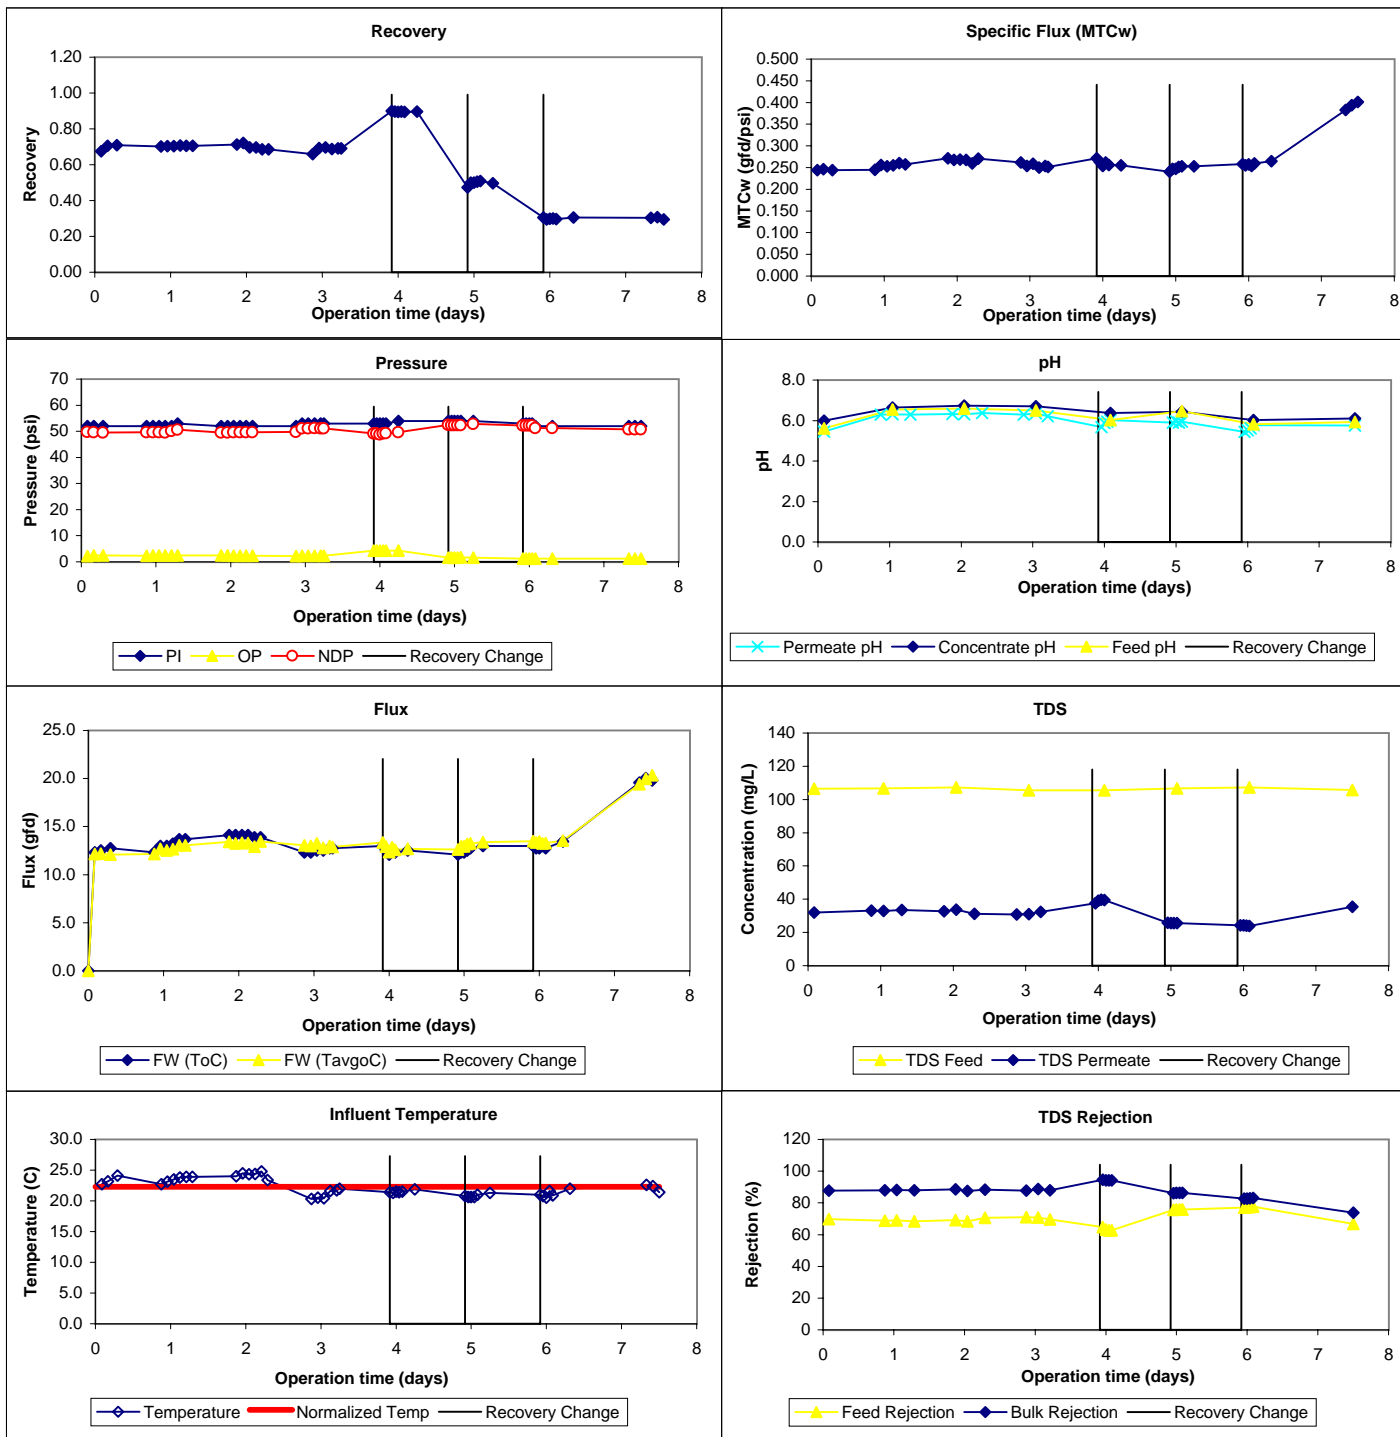 Recovery
1.20
1.00
0.80
0.60
0.40
0.20
0.00
Recovery
0 1 2 3 4 5 6 7 8
Operation time (days)
Specific Flux (MTCw)
0.500
0.450
0.400
0.350
0.300
0.250
0.200
0.150
0.100
0.050
0.000
MTCw (gfd/psi)
0 1 2 3 4 5 6 7 8
Operation time (days)
Pressure
70
60
50
40
30
20
10
0
Pressure (psi)
0 1 2 3 4 5 6 7 8
Operation time (days)
PI OP NDP Recovery Change
pH
8.0
6.0
4.0
2.0
0.0
pH
0 1 2 3 4 5 6 7 8
Operation time (days)
Permeate pH Concentrate pH Feed pH Recovery Change
Flux
25.0
20.0
15.0
10.0
5.0
0.0
Flux (gfd)
0 1 2 3 4 5 6 7 8
Operation time (days)
FW (ToC) FW (TavgoC) Recovery Change
TDS
140
120
100
80
60
40
20
0
Concentration (mg/L)
0 1 2 3 4 5 6 7 8
Operation time (days)
TDS Feed TDS Permeate Recovery Change
Influent Temperature
30.0
25.0
20.0
15.0
10.0
5.0
0.0
Temperature (C)
0 1 2 3 4 5 6 7 8
Operation time (days)
Temperature Normalized Temp Recovery Change
TDS Rejection
120
100
80
60
40
20
0
Rejection (%)
0 1 2 3 4 5 6 7 8
Operation time (days)
Feed Rejection Bulk Rejection Recovery Change